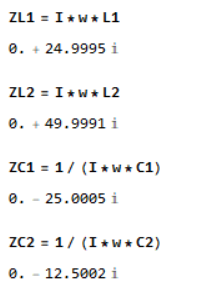 ZL1 = I * w * L1
0. + 24.9995 i
ZL2 = I * w * L2
0. + 49.9991 i
ZC1 = 1 / (I * w * C1)
0. - 25.0005 i
ZC2 = 1 / (I * w * C2)
0. - 12.5002 i